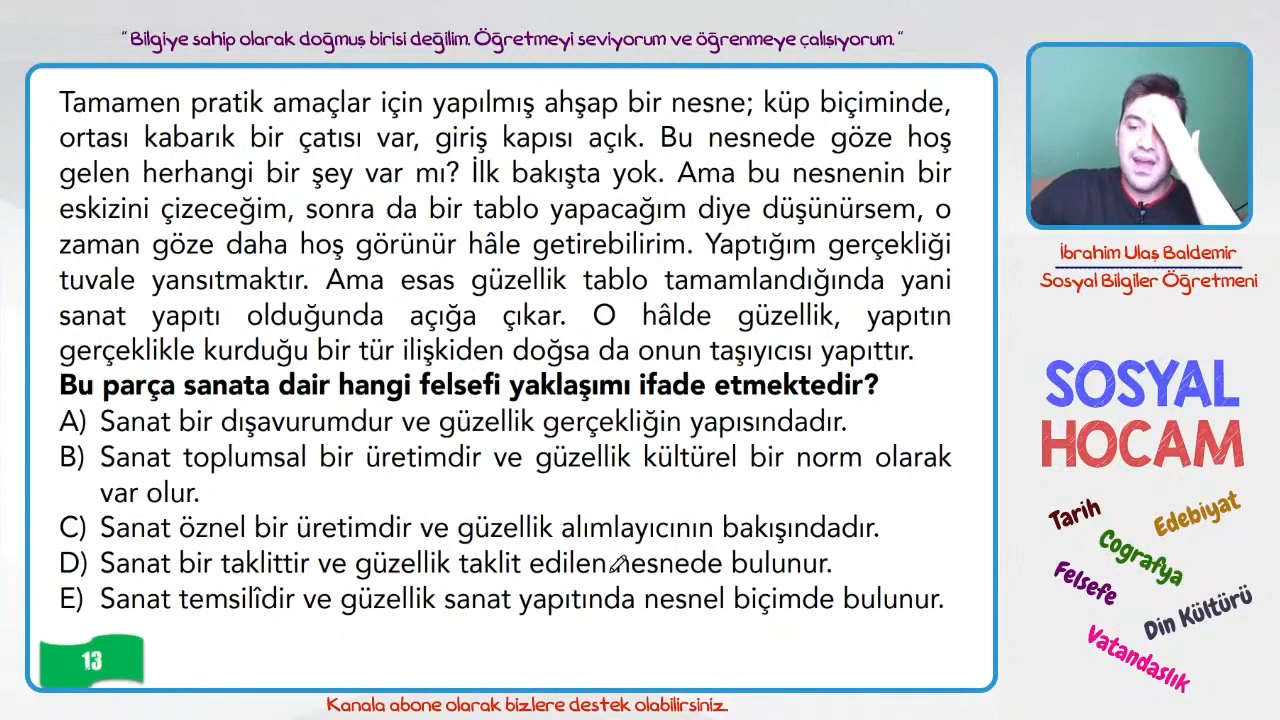 " Bilgiye sahip olarak doğmuş birisi değilim. Öğretmeyi seviyorum ve öğrenmeye çalışıyorum. "
Tamamen pratik amaçlar için yapılmış ahşap bir nesne; küp biçiminde,
ortası kabarık bir çatısı var, giriş kapısı açık. Bu nesnede göze hoş
gelen herhangi bir şey var mı? İlk bakışta yok. Ama bu nesnenin bir
eskizini çizeceğim, sonra da bir tablo yapacağım diye düşünürsem, o
zaman göze daha hoş görünür hâle getirebilirim. Yaptığım gerçekliği
tuvale yansıtmaktır. Ama esas güzellik tablo tamamlandığında yani
sanat yapıtı olduğunda açığa çıkar. O hâlde güzellik, yapıtın
gerçeklikle kurduğu bir tür ilişkiden doğsa da onun taşıyıcısı yapıttır.
Bu parça sanata dair hangi felsefi yaklaşımı ifade etmektedir?
A) Sanat bir dışavurumdur ve güzellik gerçekliğin yapısındadır.
B) Sanat toplumsal bir üretimdir ve güzellik kültürel bir norm olarak
var olur.
C) Sanat öznel bir üretimdir ve güzellik alımlayıcının bakışındadır.
D) Sanat bir taklittir ve güzellik taklit edilen nesnede bulunur.
E) Sanat temsilîdir ve güzellik sanat yapıtında nesnel biçimde bulunur.
13
Kanala abone olarak bizlere destek olabilirsiniz.
İbrahim Ulaş Baldemir
Sosyal Bilgiler Öğretmeni
SOSYAL
HOCAM
Tarih
Edebiyat
Coğrafya
Felsefe
Din Kültürü
Vatandaslık